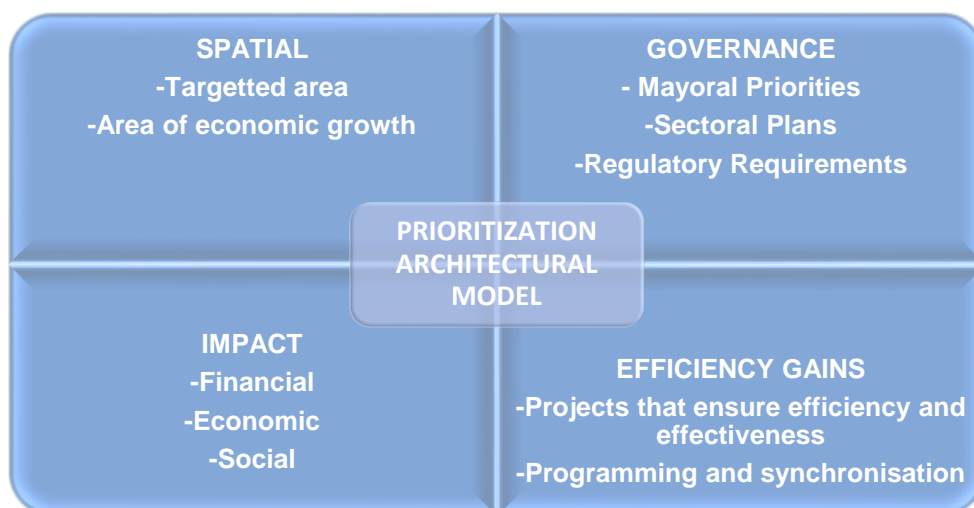 SPATIAL
-Targetted area
-Area of economic growth
GOVERNANCE
- Mayoral Priorities
-Sectoral Plans
-Regulatory Requirements
PRIORITIZATION
ARCHITECTURAL
MODEL
IMPACT
-Financial
-Economic
-Social
EFFICIENCY GAINS
-Projects that ensure efficiency and
effectiveness
-Programming and synchronisation